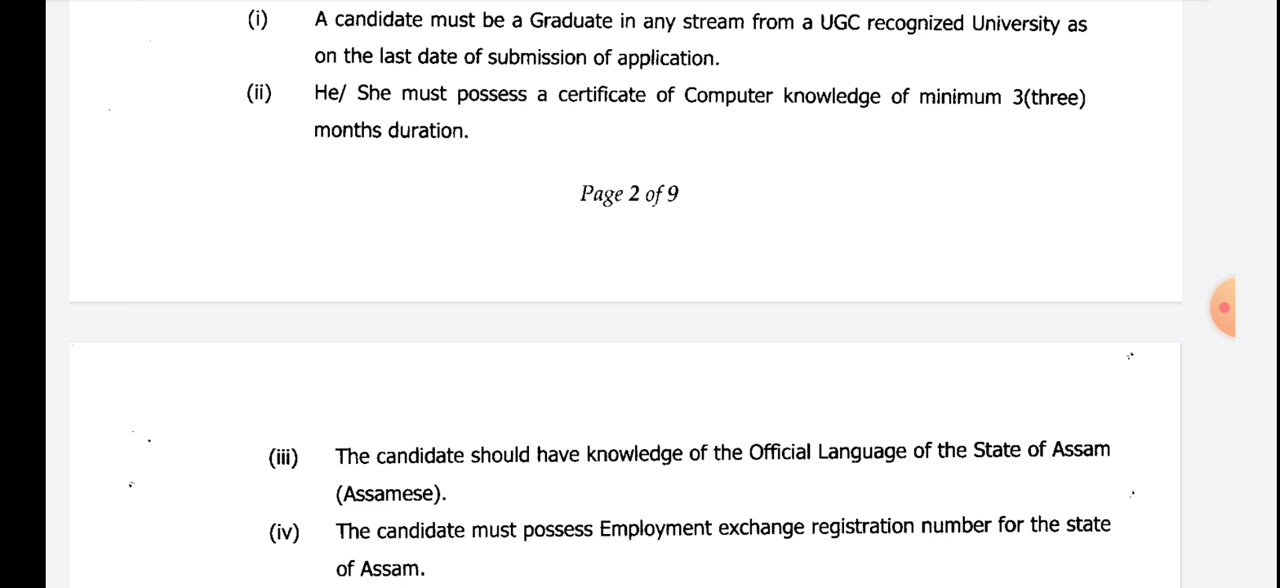 (i) A candidate must be a Graduate in any stream from a UGC recognized University as
on the last date of submission of application.
(ii) He/ She must possess a certificate of Computer knowledge of minimum 3(three)
months duration.
Page 2 of 9
(iii) The candidate should have knowledge of the Official Language of the State of Assam
(Assamese).
(iv) The candidate must possess Employment exchange registration number for the state
of Assam.